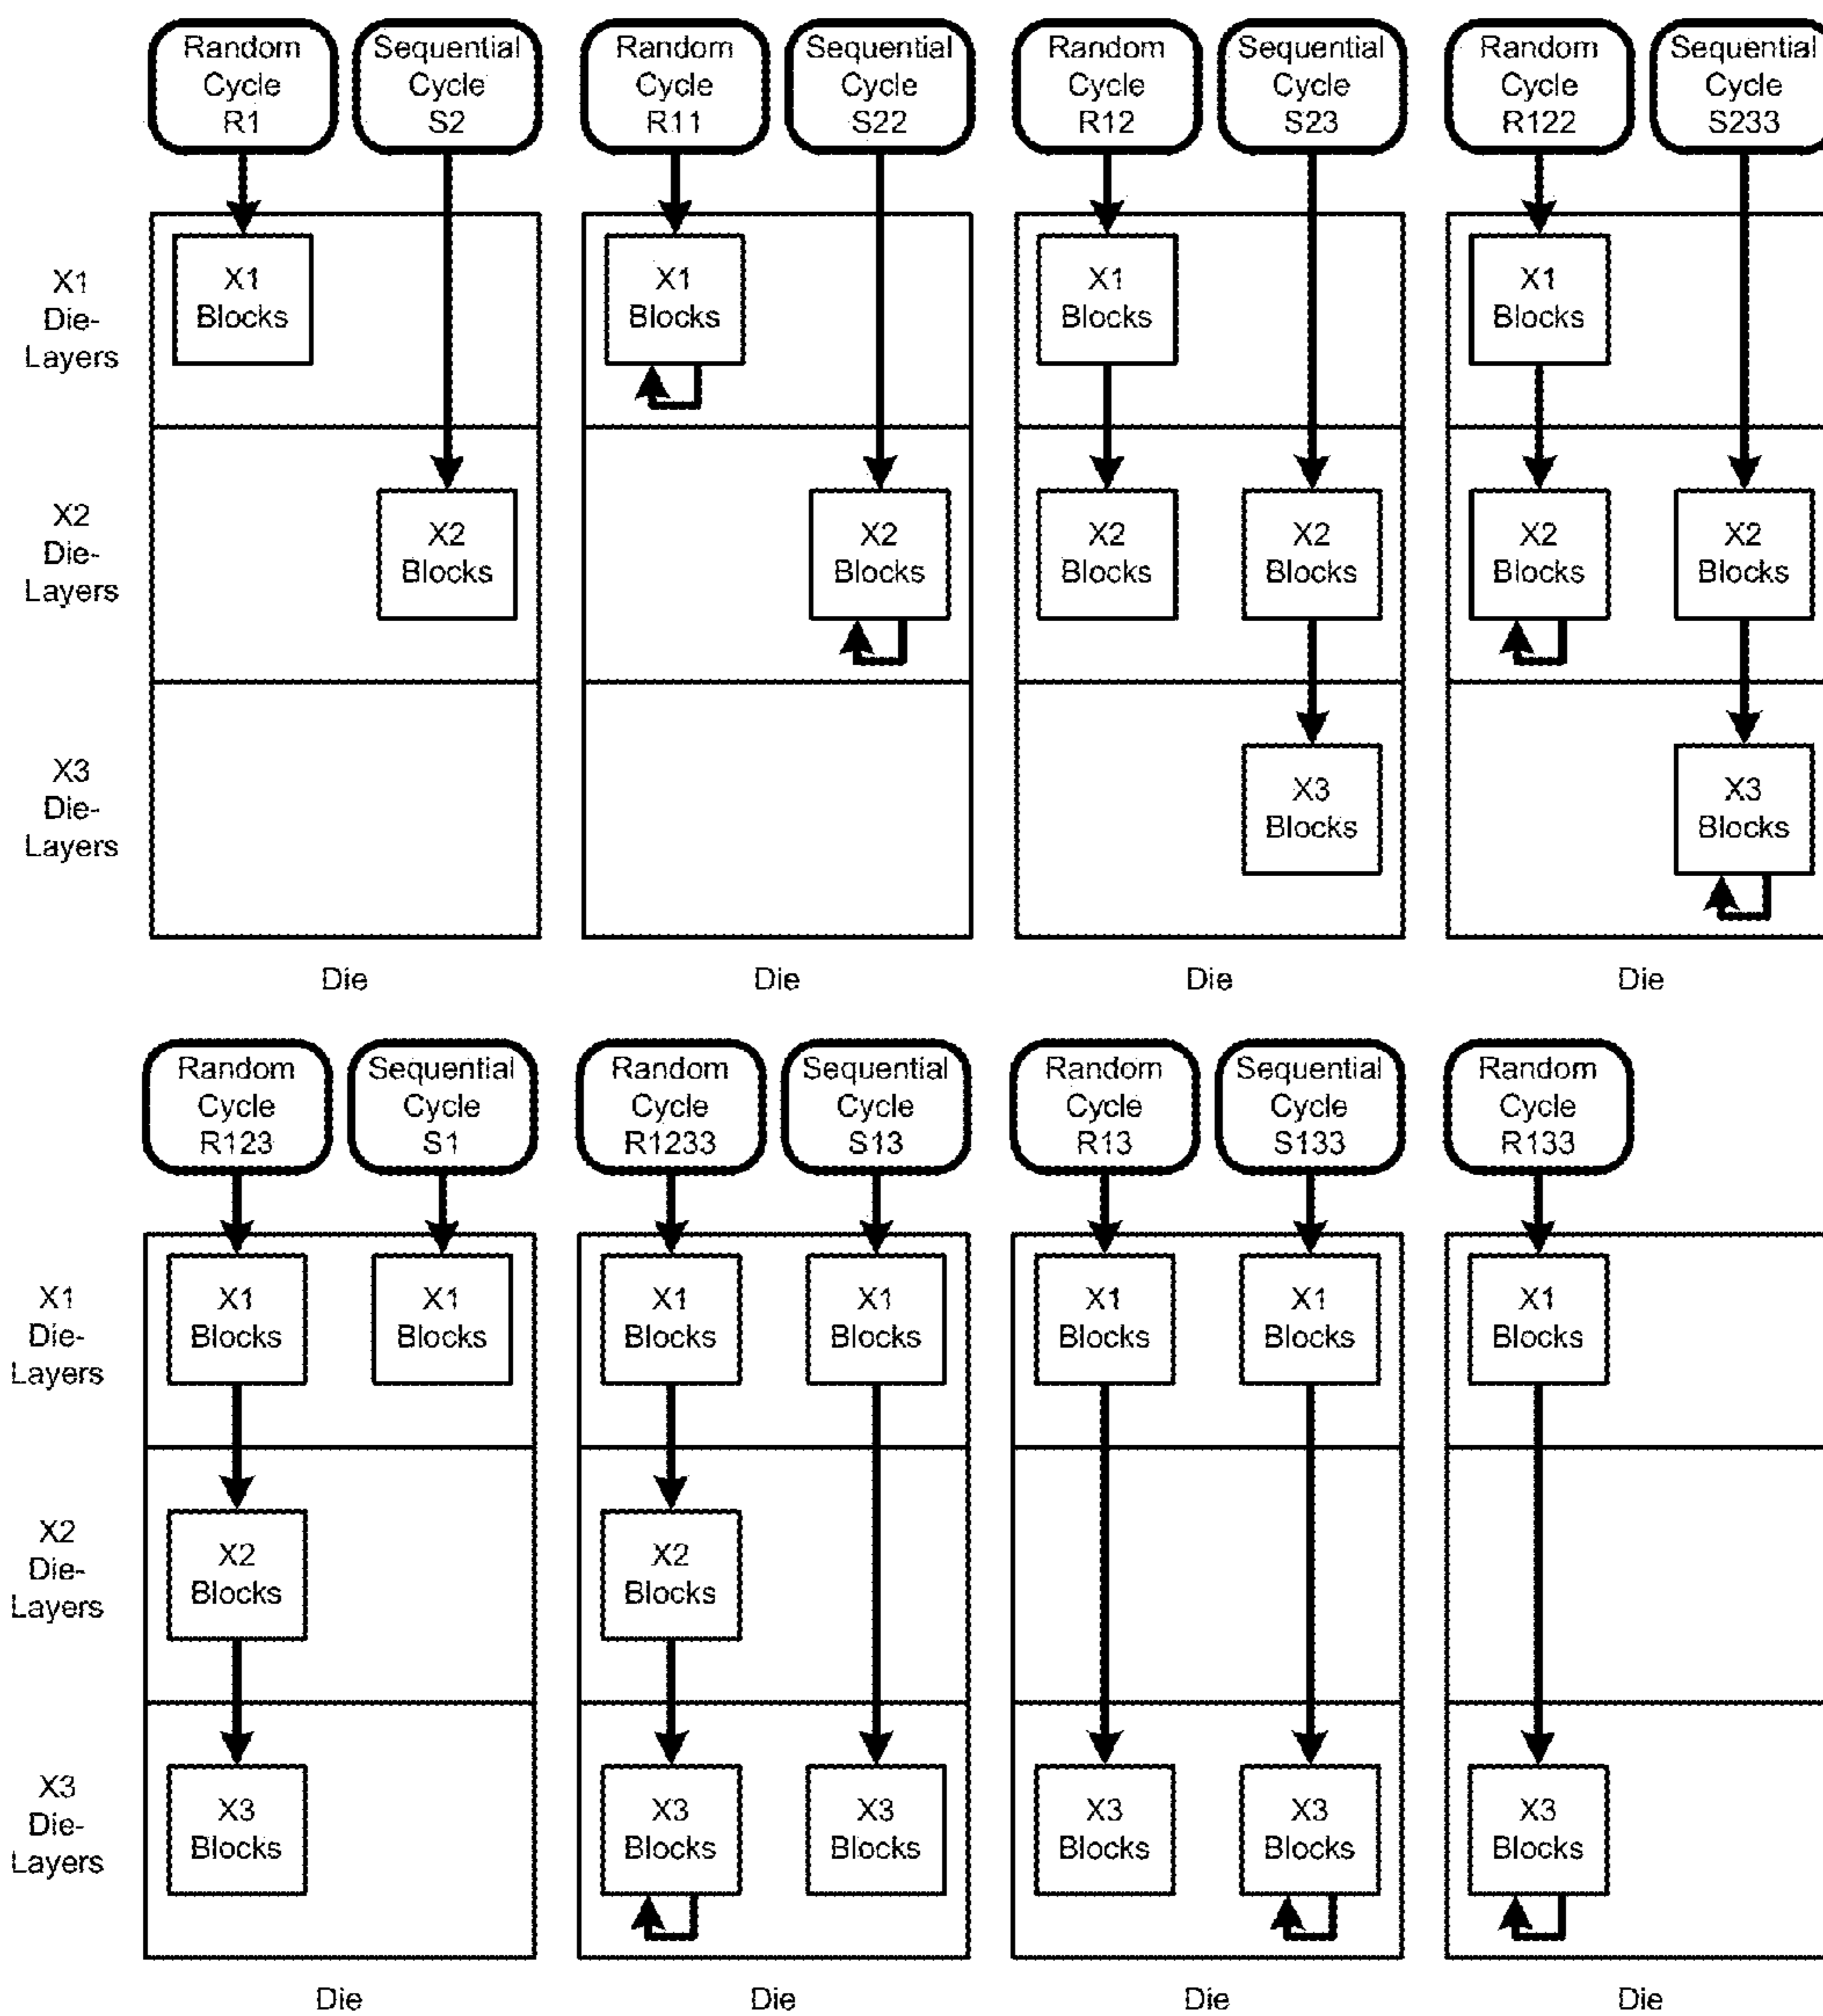 Random
Cycle
R1
Sequential
Cycle
S2
Random
Cycle
R11
Sequential
Cycle
S22
Random
Cycle
R12
Sequential
Cycle
S23
Random
Cycle
R122
Sequential
Cycle
S233
X1
Die-
Layers
X1
Blocks
X1
Blocks
X1
Blocks
X1
Blocks
X2
Die-
Layers
X2
Blocks
X2
Blocks
X2
Blocks
X2
Blocks
X2
Blocks
X2
Blocks
X3
Die-
Layers
X3
Blocks
X3
Blocks
Die
Die
Die
Die
Random
Cycle
R123
Sequential
Cycle
S1
Random
Cycle
R1233
Sequential
Cycle
S13
Random
Cycle
R13
Sequential
Cycle
S133
Random
Cycle
R133
X1
Die-
Layers
X1
Blocks
X1
Blocks
X1
Blocks
X1
Blocks
X1
Blocks
X1
Blocks
X1
Blocks
X2
Die-
Layers
X2
Blocks
X2
Blocks
X3
Die-
Layers
X3
Blocks
X3
Blocks
X3
Blocks
X3
Blocks
X3
Blocks
X3
Blocks
Die
Die
Die
Die